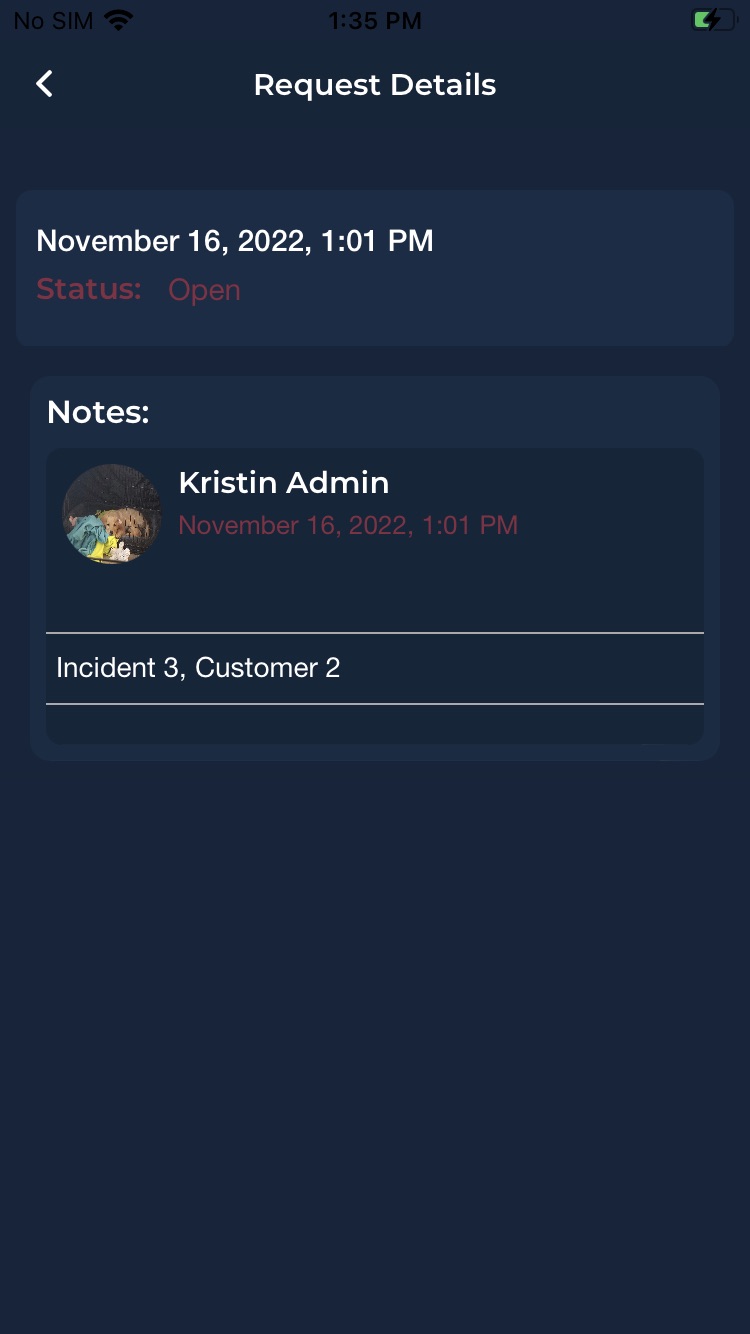 No SIM 1:35 PM
Request Details
November 16, 2022, 1:01 PM
Status: Open
Notes:
Kristin Admin
November 16, 2022, 1:01 PM
Incident 3, Customer 2